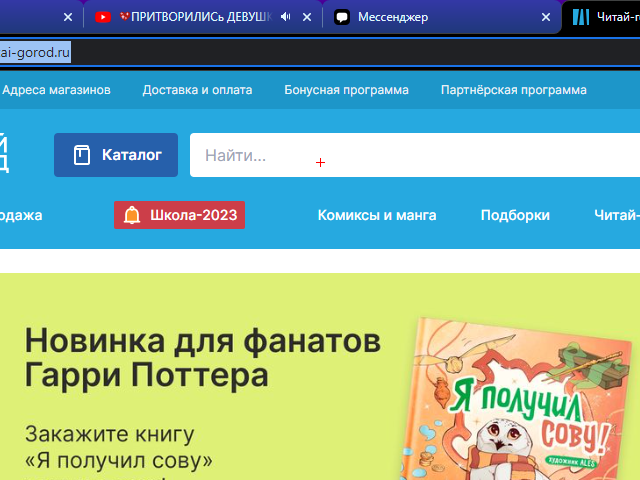 ПРИТВОРИЛИСЬ ДЕВУШК
Мессенджер
Читай-г
ai-gorod.ru
Адреса магазинов
Доставка и оплата
Бонусная программа
Партнёрская программа
Й
Д
Каталог
Найти...
одажа
Школа-2023
Комиксы и манга
Подборки
Читай-
Новинка для фанатов
Гарри Поттера
Закажите книгу
«Я получил сову»
Я ПОЛУЧИЛ
СОВУ!
ХУДОЖНИК ALES